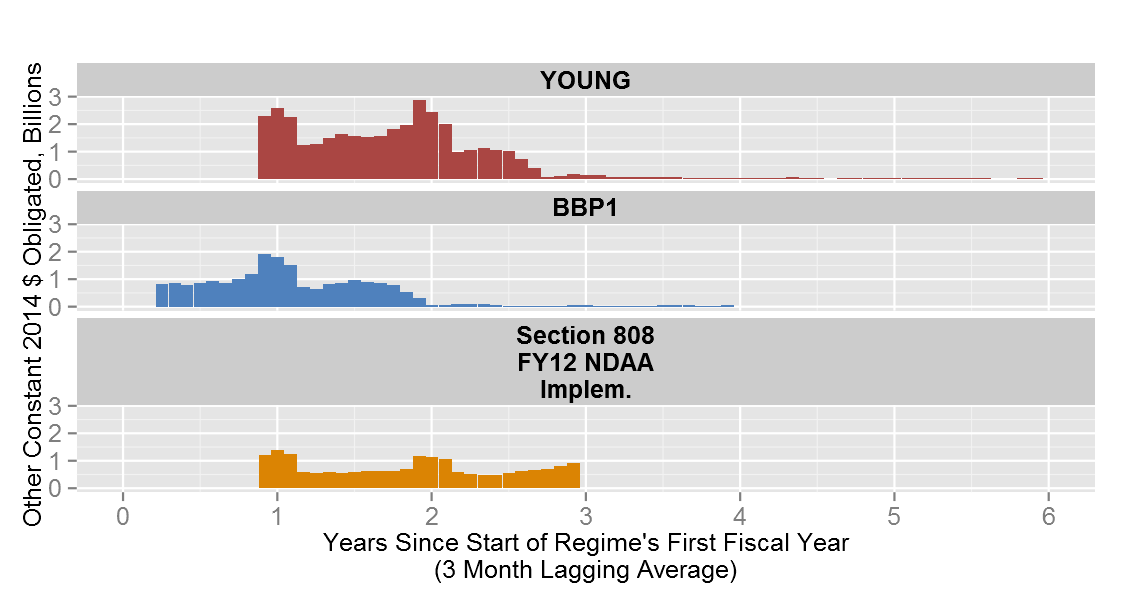 Other Constant 2014 $ Obligated, Billions
YOUNG
3
2
1
0
BBP1
3
2
1
0
Section 808
FY12 NDAA
Implem.
3
2
1
0
0 1 2 3 4 5 6
Years Since Start of Regime's First Fiscal Year
(3 Month Lagging Average)